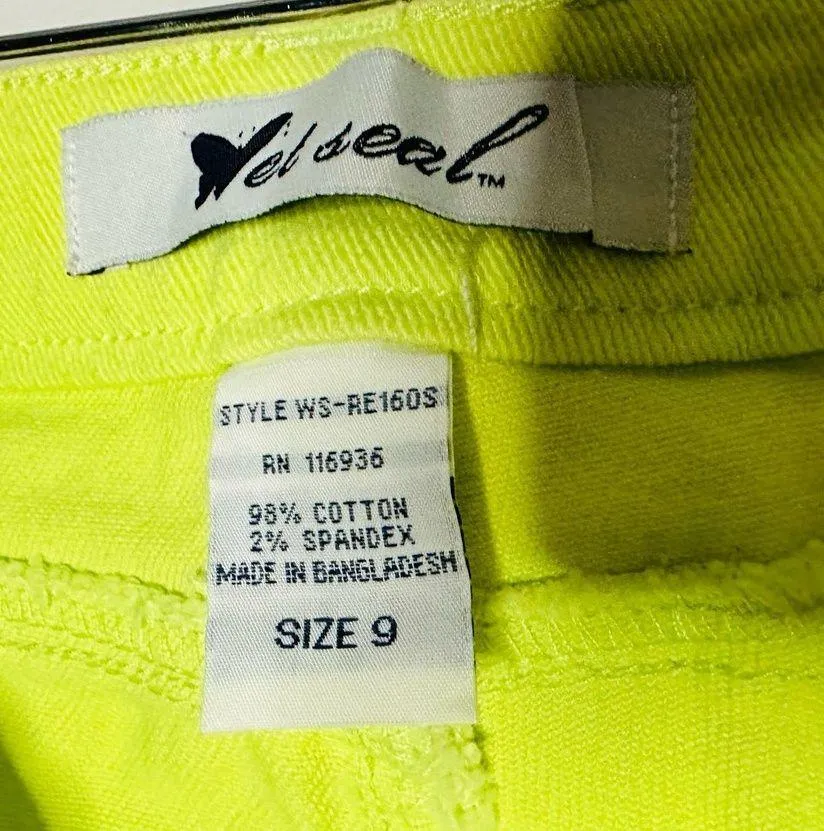 Wet seal™
STYLE WS-RE160S
RN 116936
98% COTTON
2% SPANDEX
MADE IN BANGLADESH
SIZE 9